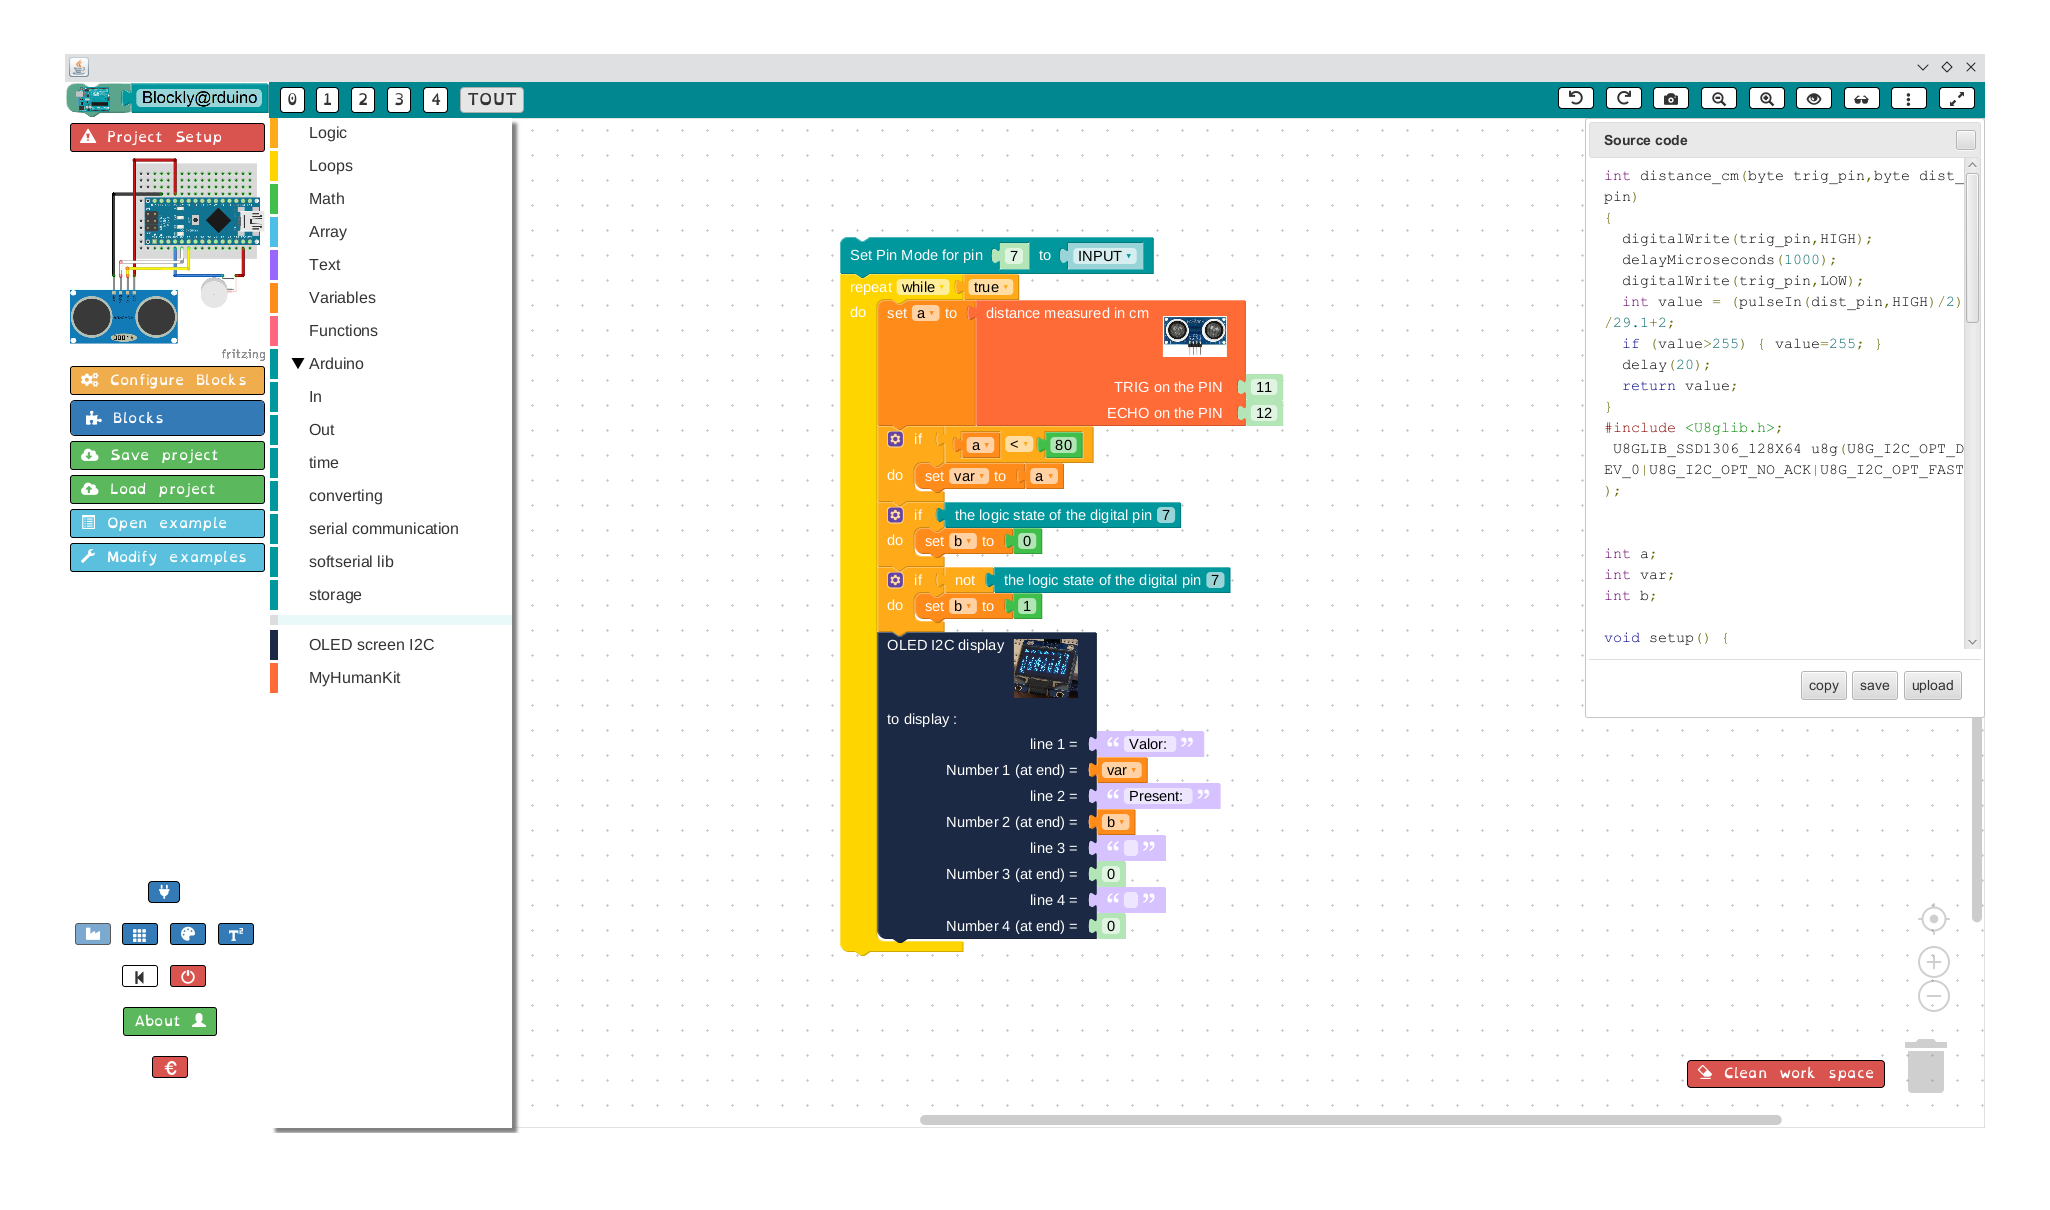 Blockly@rduino
0 1 2 3 4 TOUT
Project Setup
fritzing
Configure Blocks
Blocks
Save project
Load project
Open example
Modify examples
T²
About
€
Logic
Loops
Math
Array
Text
Variables
Functions
Arduino
In
Out
time
converting
serial communication
softserial lib
storage
OLED screen I2C
MyHumanKit
Set Pin Mode for pin 7 to INPUT
repeat while true
do set a to distance measured in cm
TRIG on the PIN 11
ECHO on the PIN 12
if a < 80
do set var to a
if the logic state of the digital pin 7
do set b to 0
if not the logic state of the digital pin 7
do set b to 1
OLED I2C display
to display :
line 1 = “ Valor: ”
Number 1 (at end) = var
line 2 = “ Present: ”
Number 2 (at end) = b
line 3 = “ ”
Number 3 (at end) = 0
line 4 = “ ”
Number 4 (at end) = 0
Source code
int distance_cm(byte trig_pin,byte dist_
pin)
{
digitalWrite(trig_pin,HIGH);
delayMicroseconds(1000);
digitalWrite(trig_pin,LOW);
int value = (pulseIn(dist_pin,HIGH)/2)
/29.1+2;
if (value>255) { value=255; }
delay(20);
return value;
}
#include <U8glib.h>;
U8GLIB_SSD1306_128X64 u8g(U8G_I2C_OPT_D
EV_0|U8G_I2C_OPT_NO_ACK|U8G_I2C_OPT_FAST
);
int a;
int var;
int b;
void setup() {
copy save upload
Clean work space